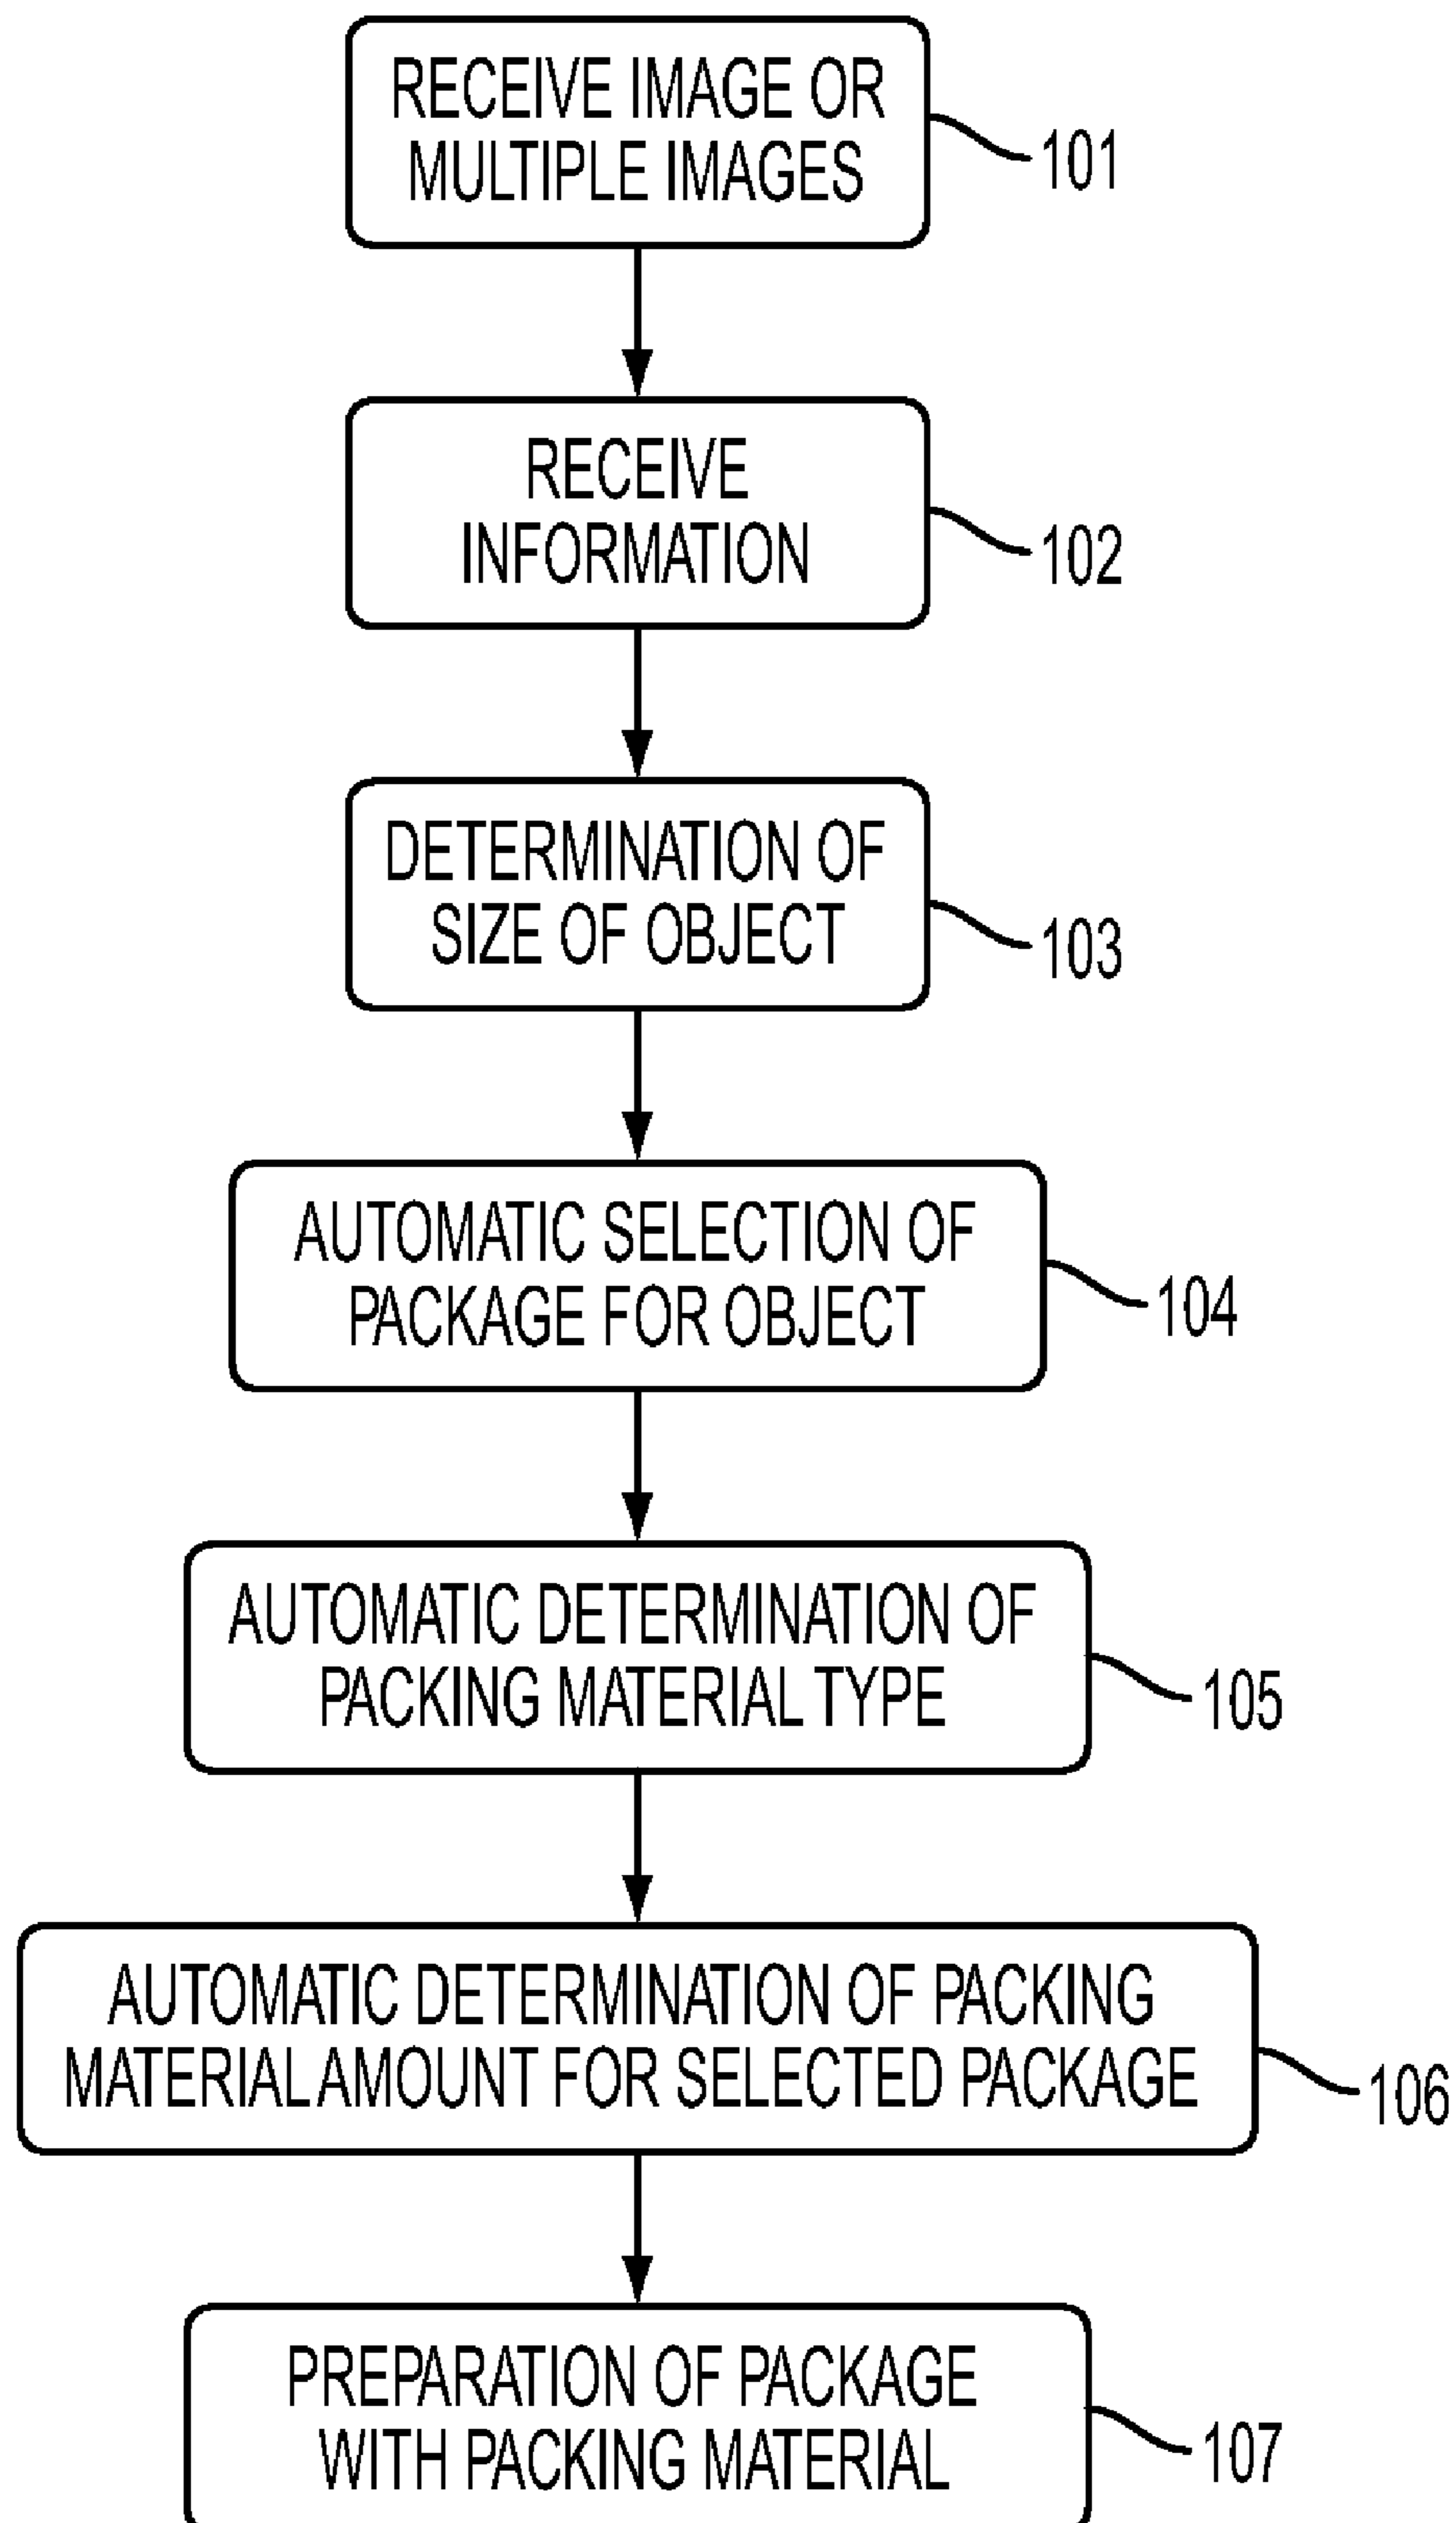 RECEIVE IMAGE OR
MULTIPLE IMAGES
101
RECEIVE
INFORMATION
102
DETERMINATION OF
SIZE OF OBJECT
103
AUTOMATIC SELECTION OF
PACKAGE FOR OBJECT
104
AUTOMATIC DETERMINATION OF
PACKING MATERIAL TYPE
105
AUTOMATIC DETERMINATION OF PACKING
MATERIAL AMOUNT FOR SELECTED PACKAGE
106
PREPARATION OF PACKAGE
WITH PACKING MATERIAL
107